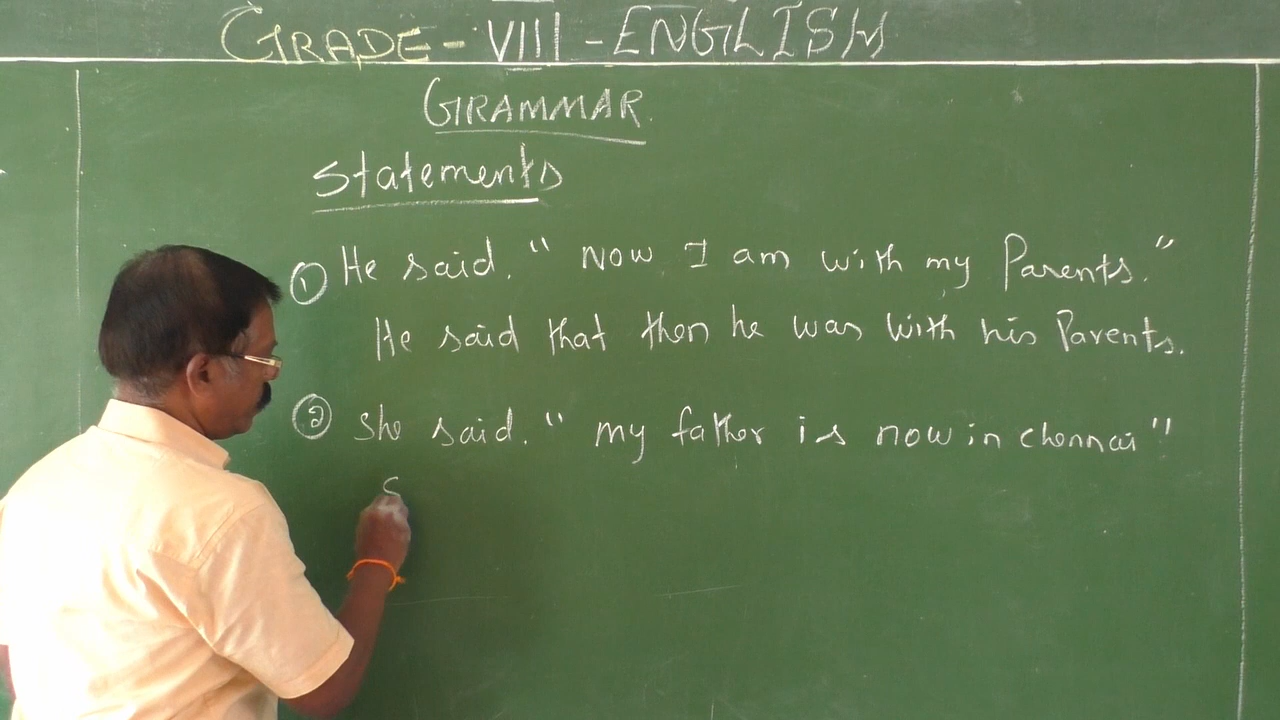 GRADE - VIII - ENGLISH
GRAMMAR
Statements
① He said. " Now I am with my Parents."
He said that then he was with his Parents.
② She said. " my father is now in chennai "
S